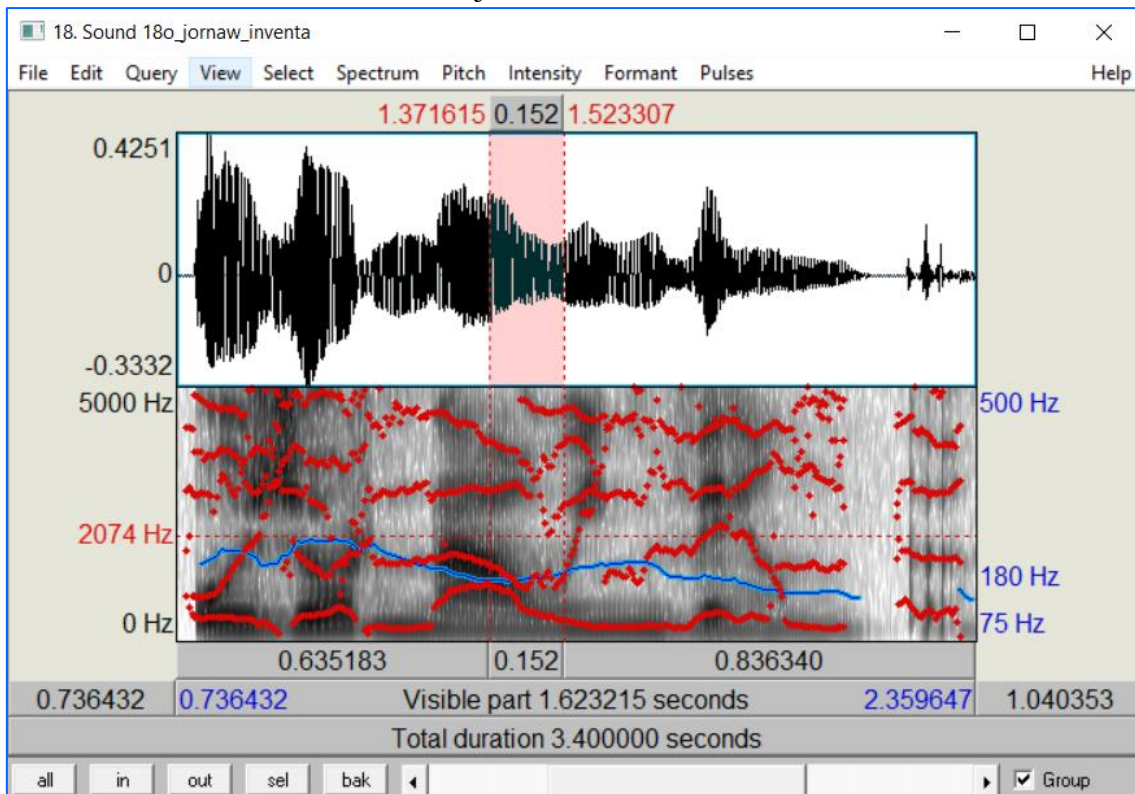 18. Sound 18o_jornaw_inventa
File Edit Query View Select Spectrum Pitch Intensity Formant Pulses Help
1.371615 0.152 1.523307
0.4251
0
-0.3332
5000 Hz 500 Hz
2074 Hz
180 Hz
0 Hz 75 Hz
0.635183 0.152 0.836340
0.736432 0.736432 Visible part 1.623215 seconds 2.359647 1.040353
Total duration 3.400000 seconds
all in out sel bak Group